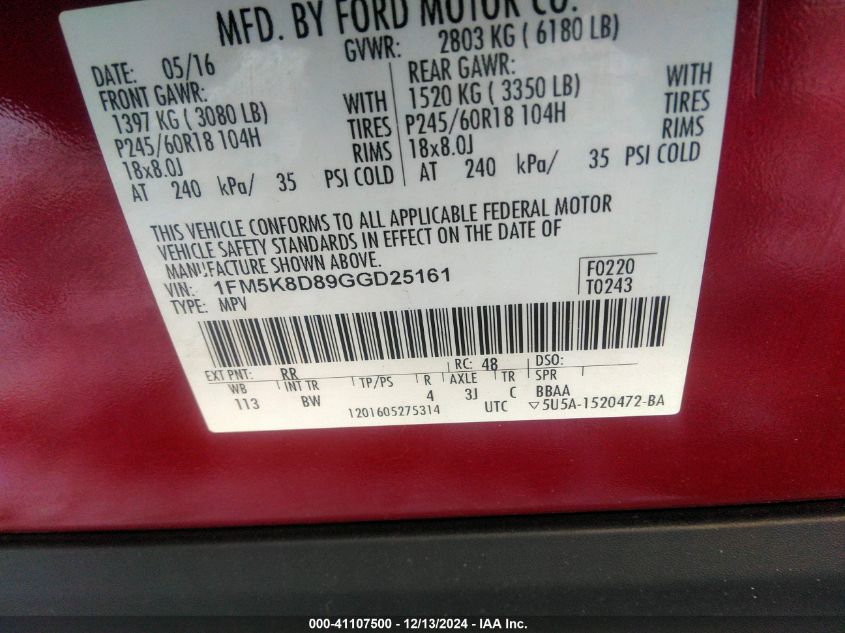 MFD. BY FORD MOTOR CO.
DATE: 05/16 GVWR: 2803 KG ( 6180 LB)
FRONT GAWR: REAR GAWR:
1397 KG ( 3080 LB) WITH 1520 KG ( 3350 LB) WITH
P245/60R18 104H TIRES P245/60R18 104H TIRES
18x8.0J RIMS 18x8.0J RIMS
AT 240 kPa/ 35 PSI COLD AT 240 kPa/ 35 PSI COLD
THIS VEHICLE CONFORMS TO ALL APPLICABLE FEDERAL MOTOR
VEHICLE SAFETY STANDARDS IN EFFECT ON THE DATE OF
MANUFACTURE SHOWN ABOVE.
VIN: 1FM5K8D89GGD25161 F0220
TYPE: MPV T0243
EXT PNT: RR RC: 48 DSO:
WB INT TR TP/PS R AXLE TR SPR
113 BW 4 3J C BBAA
1201605275314 UTC ▽5U5A-1520472-BA
000-41107500 - 12/13/2024 - IAA Inc.